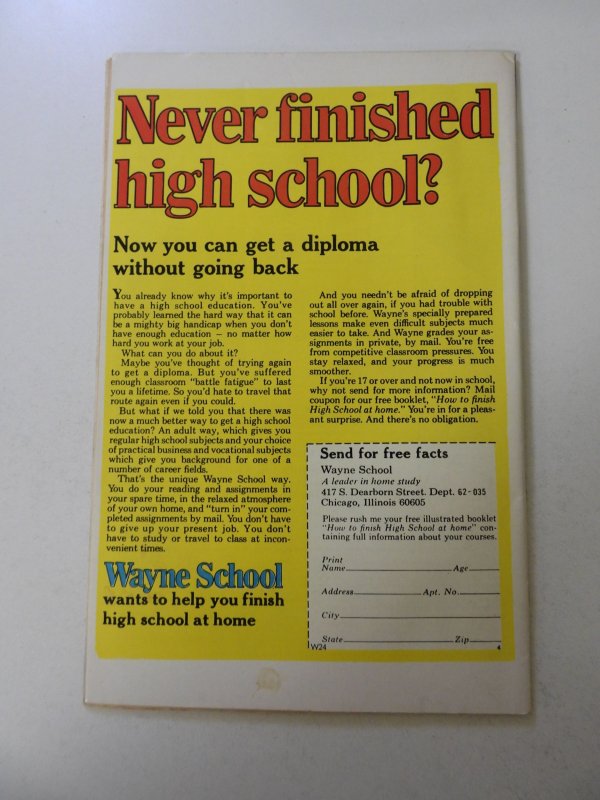 Never finished
high school?
Now you can get a diploma
without going back
You already know why it's important to
have a high school education. You've
probably learned the hard way that it can
be a mighty big handicap when you don't
have enough education — no matter how
hard you work at your job.
What can you do about it?
Maybe you've thought of trying again
to get a diploma. But you've suffered
enough classroom "battle fatigue" to last
you a lifetime. So you'd hate to travel that
route again even if you could.
But what if we told you that there was
now a much better way to get a high school
education? An adult way, which gives you
regular high school subjects and your choice
of practical business and vocational subjects
which give you background for one of a
number of career fields.
That's the unique Wayne School way.
You do your reading and assignments in
your spare time, in the relaxed atmosphere
of your own home, and "turn in" your com-
pleted assignments by mail. You don't have
to give up your present job. You don't
have to study or travel to class at incon-
venient times.
Wayne School
wants to help you finish
high school at home
And you needn't be afraid of dropping
out all over again, if you had trouble with
school before. Wayne's specially prepared
lessons make even difficult subjects much
easier to take. And Wayne grades your as-
signments in private, by mail. You're free
from competitive classroom pressures. You
stay relaxed, and your progress is much
smoother.
If you're 17 or over and not now in school,
why not send for more information? Mail
coupon for our free booklet, "How to finish
High School at home." You're in for a pleas-
ant surprise. And there's no obligation.
Send for free facts
Wayne School
A leader in home study
417 S. Dearborn Street. Dept. 62-035
Chicago, Illinois 60605
Please rush me your free illustrated booklet
"How to finish High School at home" con-
taining full information about your courses.
Print
Name Age
Address Apt. No.
City
State Zip
W24 4